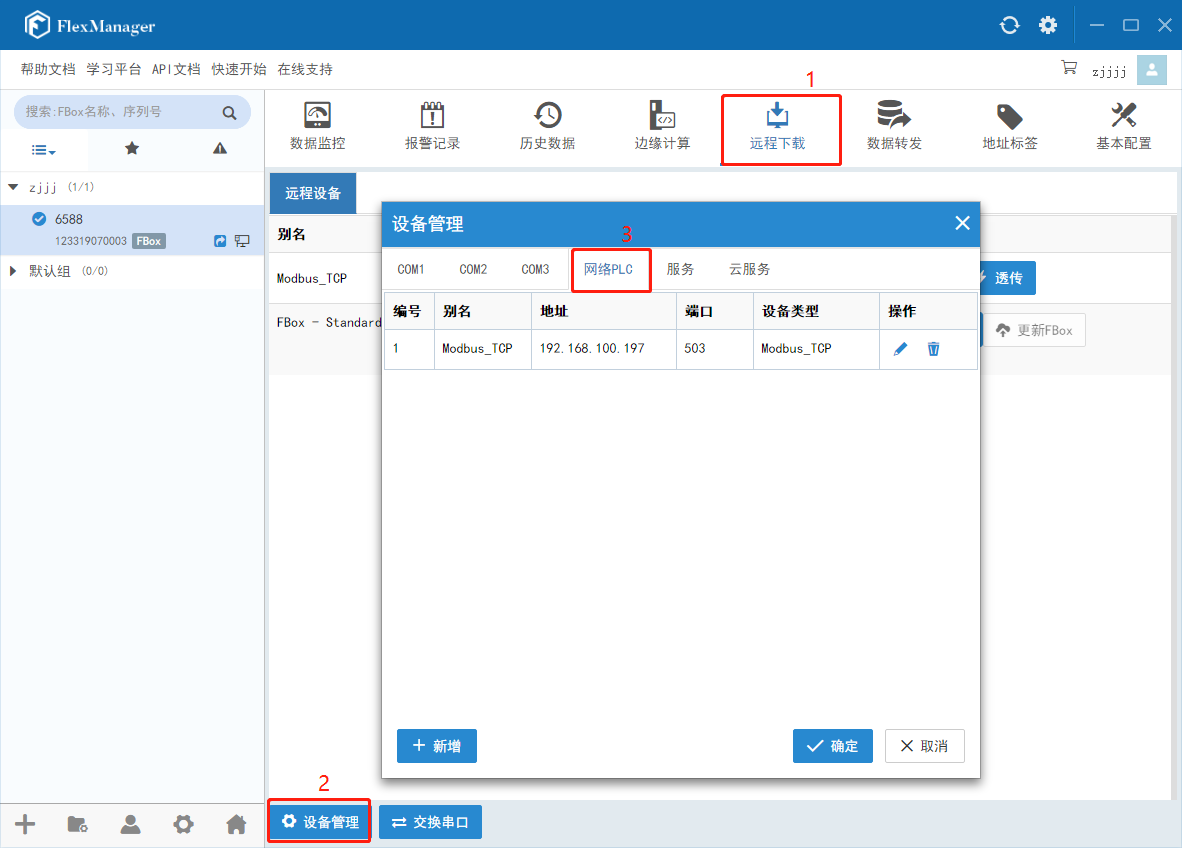 FlexManager
帮助文档 学习平台 API文档 快速开始 在线支持
zjjjj
1
搜索:FBox名称、序列号
数据监控 报警记录 历史数据 边缘计算 远程下载 数据转发 地址标签 基本配置
zjjj (1/1)
6588
123319070003 FBox
默认组 (0/0)
远程设备
别名
Modbus_TCP
透传
FBox - Standard
更新FBox
设备管理
3
COM1 COM2 COM3 网络PLC 服务 云服务
编号 别名 地址 端口 设备类型 操作
1 Modbus_TCP 192.168.100.197 503 Modbus_TCP
新增 确定 取消
2
设备管理 交换串口